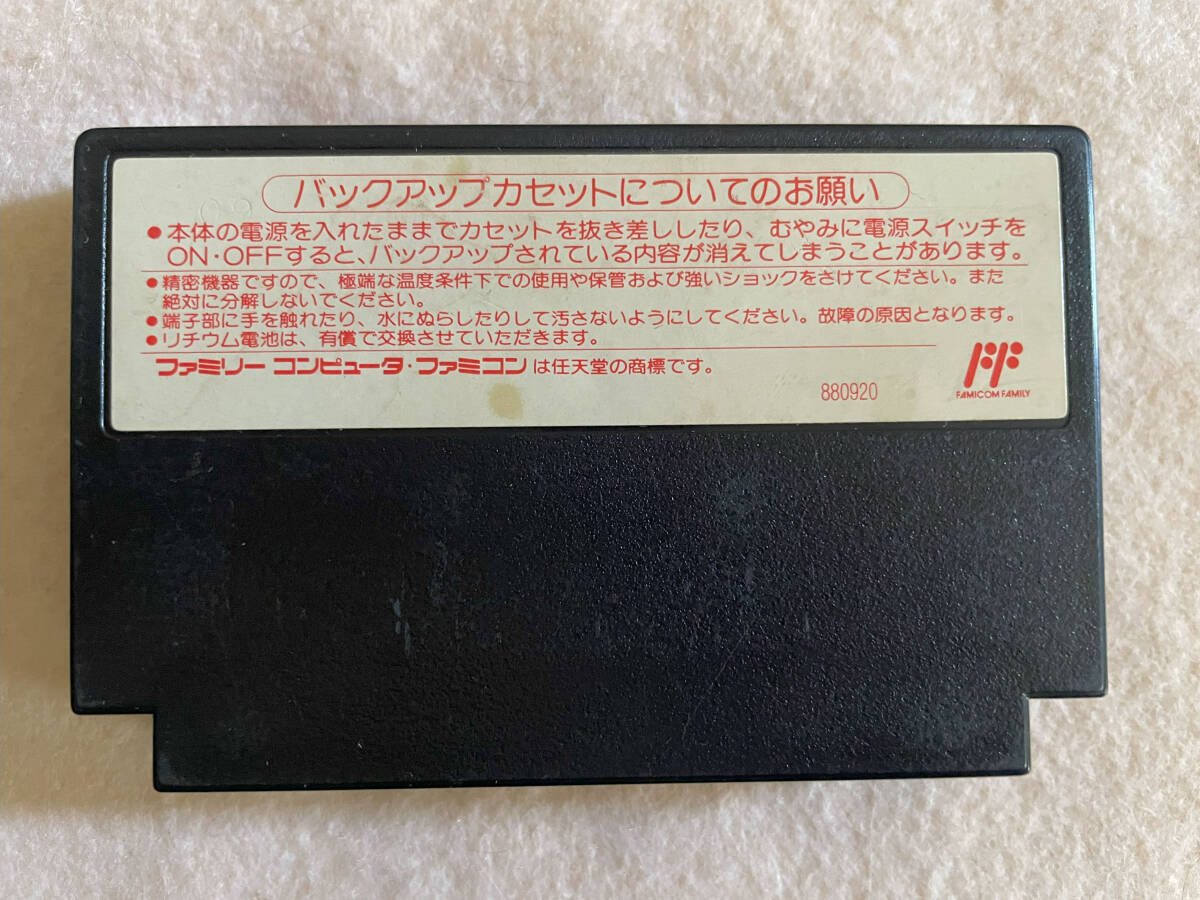 バックアップカセットについてのお願い
●本体の電源を入れたままでカセットを抜き差ししたり、むやみに電源スイッチを
ON・OFFすると、バックアップされている内容が消えてしまうことがあります。
●精密機器ですので、極端な温度条件下での使用や保管および強いショックをさけてください。また
絶対に分解しないでください。
●端子部に手を触れたり、水にぬらしたりして汚さないようにしてください。故障の原因となります。
●リチウム電池は、有償で交換させていただきます。
ファミリー コンピュータ・ファミコン は任天堂の商標です。
880920
FF
FAMICOM FAMILY